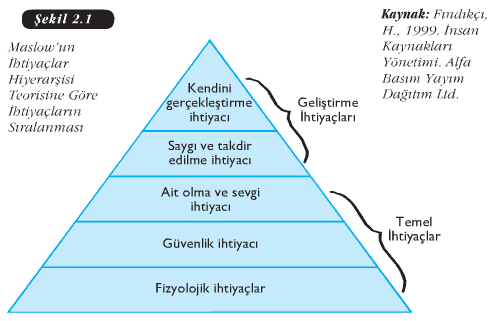 Şekil 2.1
Maslow'un
İhtiyaçlar
Hiyerarşisi
Teorisine Göre
İhtiyaçların
Sıralanması
Kaynak: Fındıkçı,
H., 1999. İnsan
Kaynakları
Yönetimi. Alfa
Basım Yayım
Dağıtım Ltd.
Kendini
gerçekleştirme
ihtiyacı
Geliştirme
İhtiyaçları
Saygı ve takdir
edilme ihtiyacı
Ait olma ve sevgi
ihtiyacı
Temel
İhtiyaçlar
Güvenlik ihtiyacı
Fizyolojik ihtiyaçlar